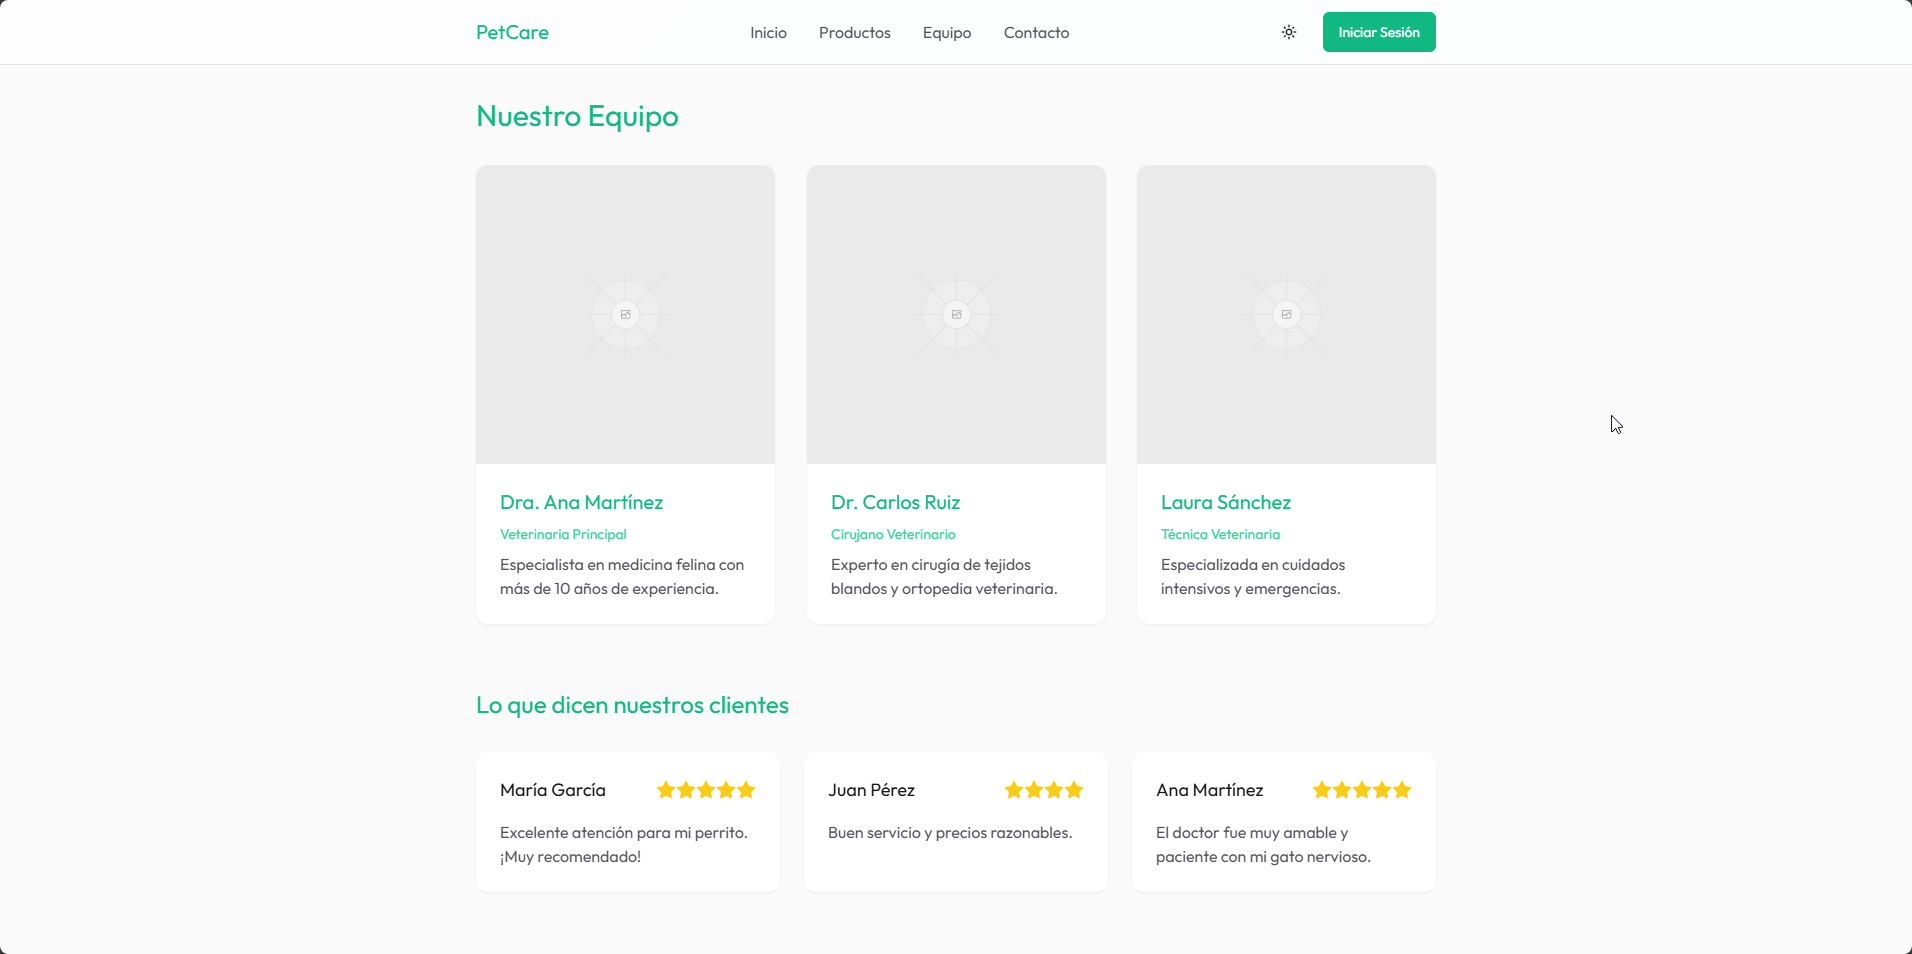 PetCare
Inicio
Productos
Equipo
Contacto
Iniciar Sesión
Nuestro Equipo
Dra. Ana Martínez
Veterinaria Principal
Especialista en medicina felina con
más de 10 años de experiencia.
Dr. Carlos Ruiz
Cirujano Veterinario
Experto en cirugía de tejidos
blandos y ortopedia veterinaria.
Laura Sánchez
Técnica Veterinaria
Especializada en cuidados
intensivos y emergencias.
Lo que dicen nuestros clientes
María García
Excelente atención para mi perrito.
¡Muy recomendado!
Juan Pérez
Buen servicio y precios razonables.
Ana Martínez
El doctor fue muy amable y
paciente con mi gato nervioso.